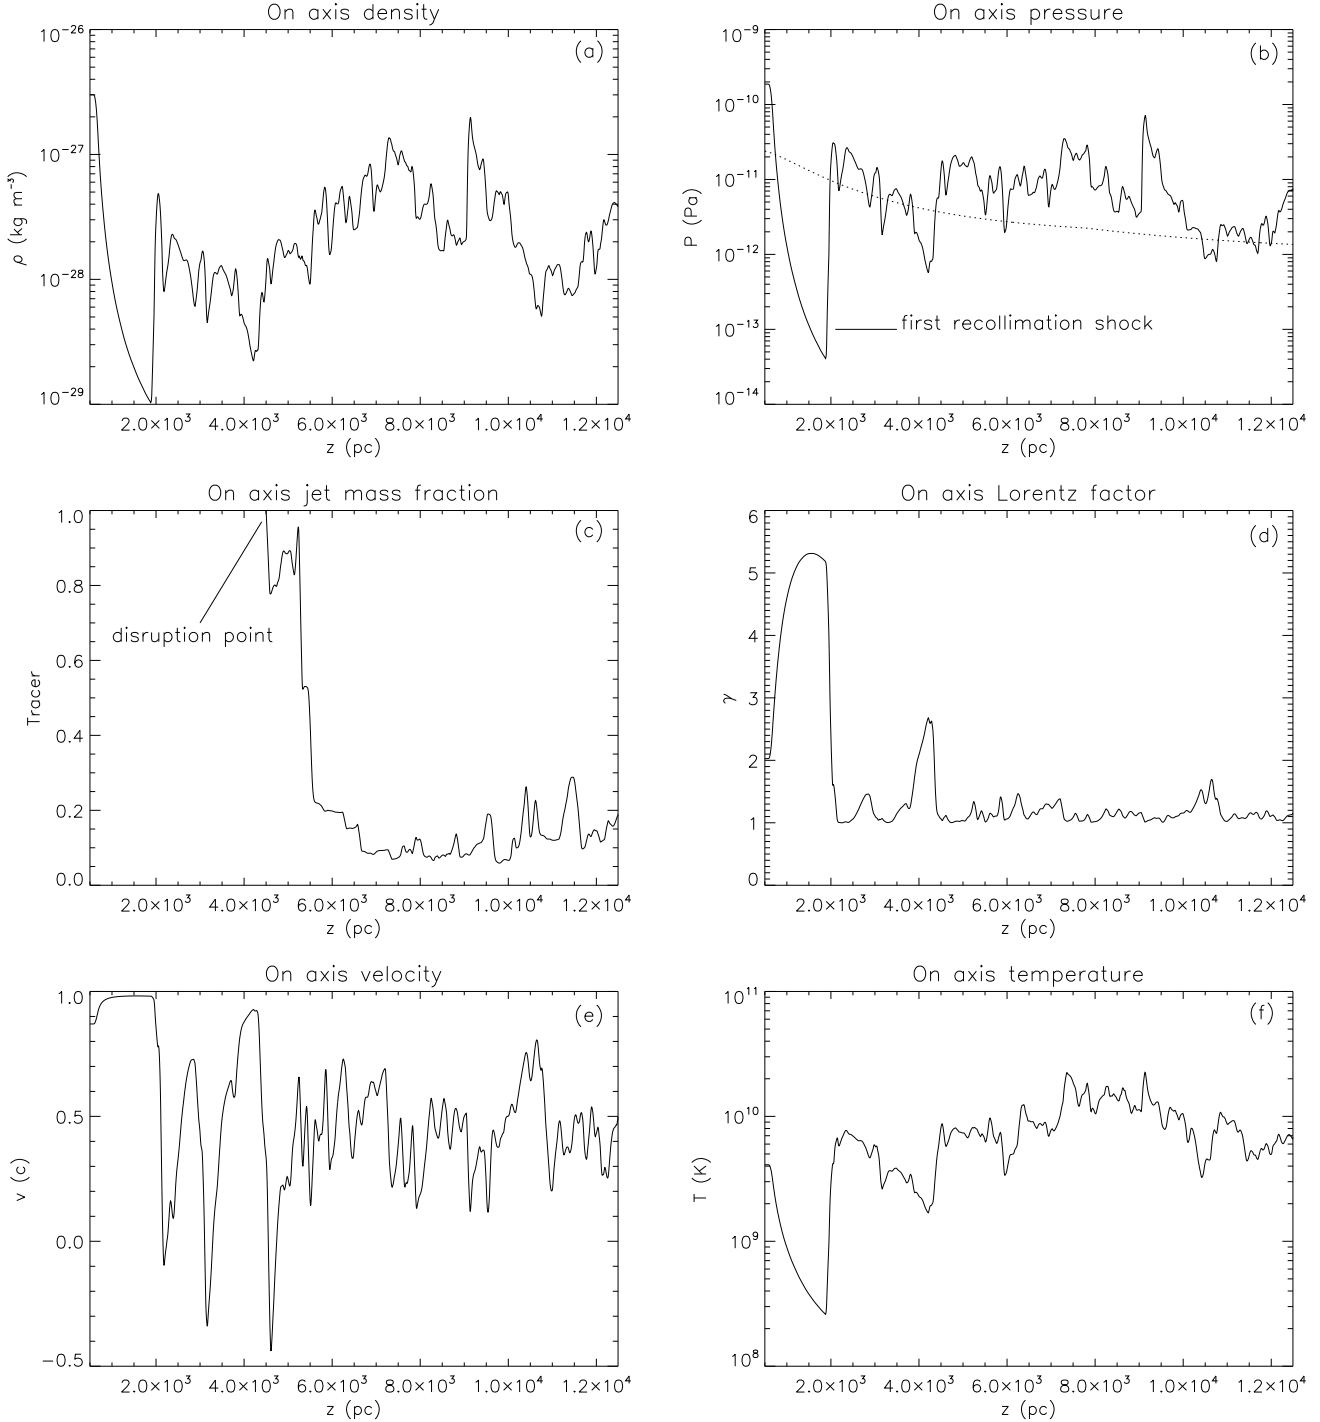 On axis density
10⁻²⁶
(a)
10⁻²⁷
10⁻²⁸
10⁻²⁹
ρ (kg m⁻³)
2.0×10³ 4.0×10³ 6.0×10³ 8.0×10³ 1.0×10⁴ 1.2×10⁴
z (pc)
On axis pressure
10⁻⁹
(b)
10⁻¹⁰
10⁻¹¹
10⁻¹²
10⁻¹³
10⁻¹⁴
P (Pa)
first recollimation shock
2.0×10³ 4.0×10³ 6.0×10³ 8.0×10³ 1.0×10⁴ 1.2×10⁴
z (pc)
On axis jet mass fraction
1.0
(c)
0.8
0.6
0.4
0.2
0.0
Tracer
disruption point
2.0×10³ 4.0×10³ 6.0×10³ 8.0×10³ 1.0×10⁴ 1.2×10⁴
z (pc)
On axis Lorentz factor
6
(d)
5
4
3
2
1
0
γ
2.0×10³ 4.0×10³ 6.0×10³ 8.0×10³ 1.0×10⁴ 1.2×10⁴
z (pc)
On axis velocity
1.0
(e)
0.5
0.0
−0.5
v (c)
2.0×10³ 4.0×10³ 6.0×10³ 8.0×10³ 1.0×10⁴ 1.2×10⁴
z (pc)
On axis temperature
10¹¹
(f)
10¹⁰
10⁹
10⁸
T (K)
2.0×10³ 4.0×10³ 6.0×10³ 8.0×10³ 1.0×10⁴ 1.2×10⁴
z (pc)